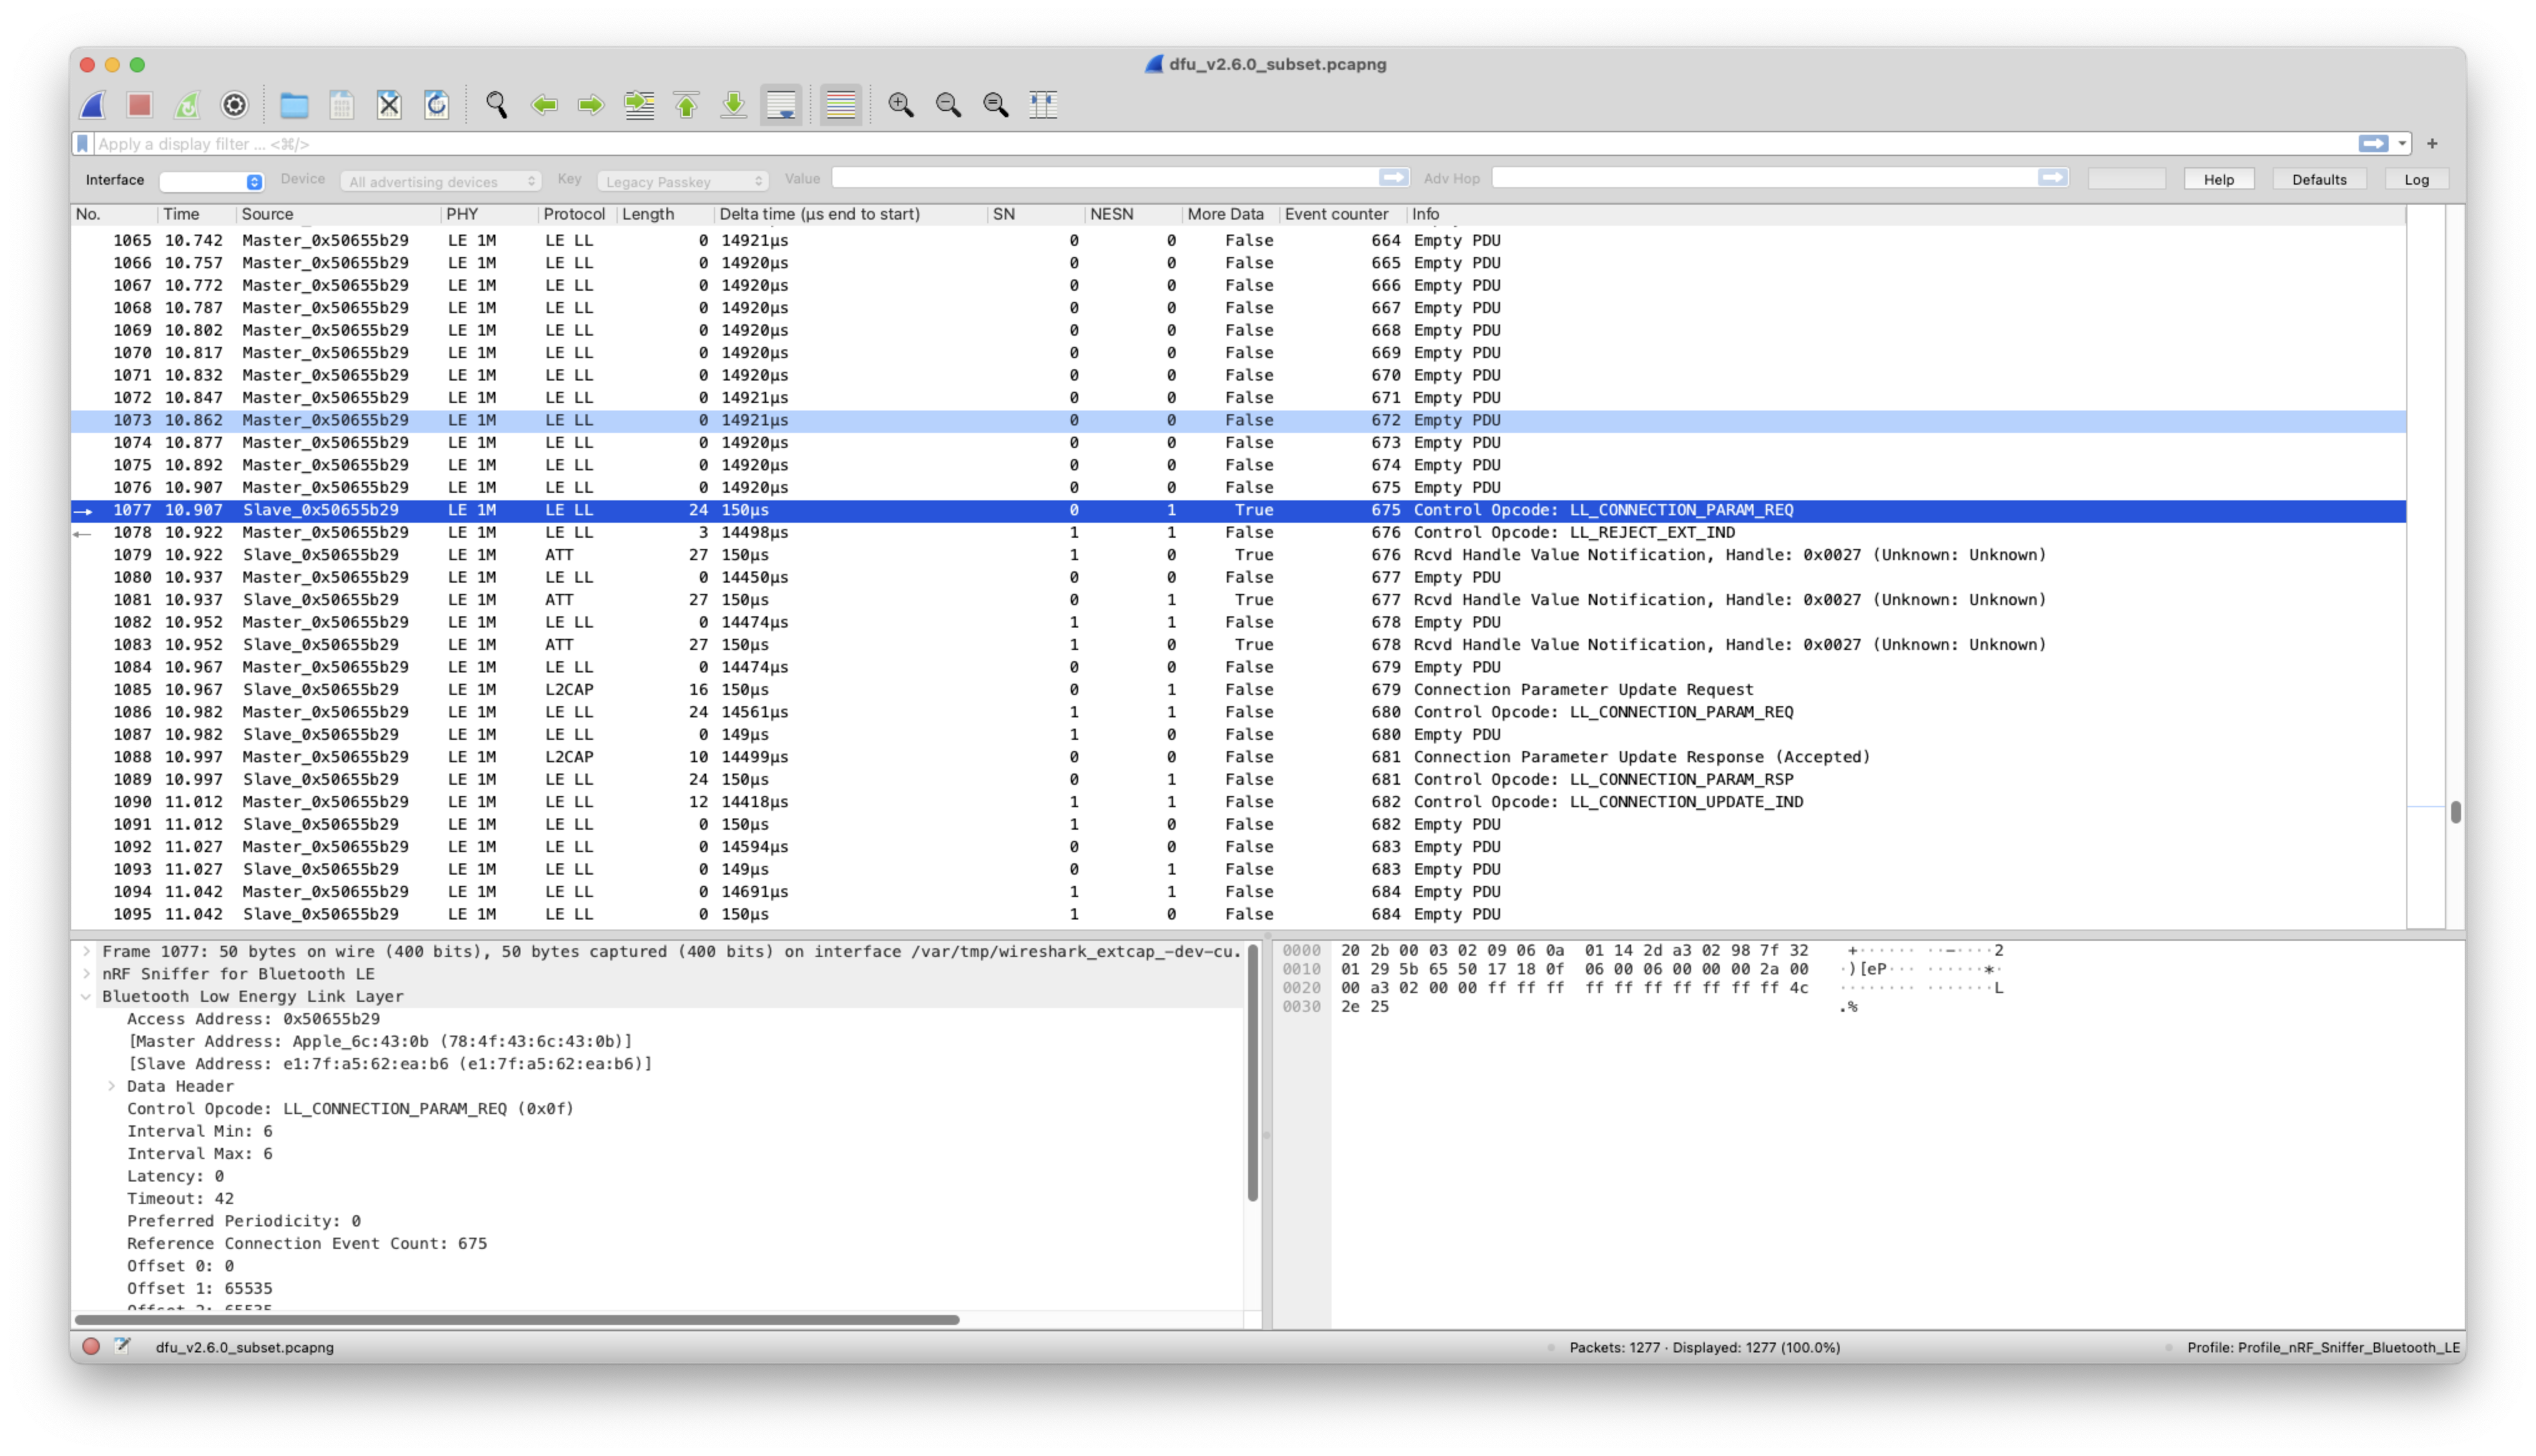 dfu_v2.6.0_subset.pcapng
Apply a display filter ... <⌘/>
+
Interface Device All advertising devices Key Legacy Passkey Value Adv Hop Help Defaults Log
No. Time Source PHY Protocol Length Delta time (µs end to start) SN NESN More Data Event counter Info
1065 10.742 Master_0x50655b29 LE 1M LE LL 0 14921µs 0 0 False 664 Empty PDU
1066 10.757 Master_0x50655b29 LE 1M LE LL 0 14920µs 0 0 False 665 Empty PDU
1067 10.772 Master_0x50655b29 LE 1M LE LL 0 14920µs 0 0 False 666 Empty PDU
1068 10.787 Master_0x50655b29 LE 1M LE LL 0 14920µs 0 0 False 667 Empty PDU
1069 10.802 Master_0x50655b29 LE 1M LE LL 0 14920µs 0 0 False 668 Empty PDU
1070 10.817 Master_0x50655b29 LE 1M LE LL 0 14920µs 0 0 False 669 Empty PDU
1071 10.832 Master_0x50655b29 LE 1M LE LL 0 14920µs 0 0 False 670 Empty PDU
1072 10.847 Master_0x50655b29 LE 1M LE LL 0 14921µs 0 0 False 671 Empty PDU
1073 10.862 Master_0x50655b29 LE 1M LE LL 0 14921µs 0 0 False 672 Empty PDU
1074 10.877 Master_0x50655b29 LE 1M LE LL 0 14920µs 0 0 False 673 Empty PDU
1075 10.892 Master_0x50655b29 LE 1M LE LL 0 14920µs 0 0 False 674 Empty PDU
1076 10.907 Master_0x50655b29 LE 1M LE LL 0 14920µs 0 0 False 675 Empty PDU
1077 10.907 Slave_0x50655b29 LE 1M LE LL 24 150µs 0 1 True 675 Control Opcode: LL_CONNECTION_PARAM_REQ
1078 10.922 Master_0x50655b29 LE 1M LE LL 3 14498µs 1 1 False 676 Control Opcode: LL_REJECT_EXT_IND
1079 10.922 Slave_0x50655b29 LE 1M ATT 27 150µs 1 0 True 676 Rcvd Handle Value Notification, Handle: 0x0027 (Unknown: Unknown)
1080 10.937 Master_0x50655b29 LE 1M LE LL 0 14450µs 0 0 False 677 Empty PDU
1081 10.937 Slave_0x50655b29 LE 1M ATT 27 150µs 0 1 True 677 Rcvd Handle Value Notification, Handle: 0x0027 (Unknown: Unknown)
1082 10.952 Master_0x50655b29 LE 1M LE LL 0 14474µs 1 1 False 678 Empty PDU
1083 10.952 Slave_0x50655b29 LE 1M ATT 27 150µs 1 0 True 678 Rcvd Handle Value Notification, Handle: 0x0027 (Unknown: Unknown)
1084 10.967 Master_0x50655b29 LE 1M LE LL 0 14474µs 0 0 False 679 Empty PDU
1085 10.967 Slave_0x50655b29 LE 1M L2CAP 16 150µs 0 1 False 679 Connection Parameter Update Request
1086 10.982 Master_0x50655b29 LE 1M LE LL 24 14561µs 1 1 False 680 Control Opcode: LL_CONNECTION_PARAM_REQ
1087 10.982 Slave_0x50655b29 LE 1M LE LL 0 149µs 1 0 False 680 Empty PDU
1088 10.997 Master_0x50655b29 LE 1M L2CAP 10 14499µs 0 0 False 681 Connection Parameter Update Response (Accepted)
1089 10.997 Slave_0x50655b29 LE 1M LE LL 24 150µs 0 1 False 681 Control Opcode: LL_CONNECTION_PARAM_RSP
1090 11.012 Master_0x50655b29 LE 1M LE LL 12 14418µs 1 1 False 682 Control Opcode: LL_CONNECTION_UPDATE_IND
1091 11.012 Slave_0x50655b29 LE 1M LE LL 0 150µs 1 0 False 682 Empty PDU
1092 11.027 Master_0x50655b29 LE 1M LE LL 0 14594µs 0 0 False 683 Empty PDU
1093 11.027 Slave_0x50655b29 LE 1M LE LL 0 149µs 0 1 False 683 Empty PDU
1094 11.042 Master_0x50655b29 LE 1M LE LL 0 14691µs 1 1 False 684 Empty PDU
1095 11.042 Slave_0x50655b29 LE 1M LE LL 0 150µs 1 0 False 684 Empty PDU
Frame 1077: 50 bytes on wire (400 bits), 50 bytes captured (400 bits) on interface /var/tmp/wireshark_extcap_-dev-cu.
nRF Sniffer for Bluetooth LE
Bluetooth Low Energy Link Layer
Access Address: 0x50655b29
[Master Address: Apple_6c:43:0b (78:4f:43:6c:43:0b)]
[Slave Address: e1:7f:a5:62:ea:b6 (e1:7f:a5:62:ea:b6)]
Data Header
Control Opcode: LL_CONNECTION_PARAM_REQ (0x0f)
Interval Min: 6
Interval Max: 6
Latency: 0
Timeout: 42
Preferred Periodicity: 0
Reference Connection Event Count: 675
Offset 0: 0
Offset 1: 65535
Offset 2: 65535
0000 20 2b 00 03 02 09 06 0a 01 14 2d a3 02 98 7f 32 +······ ··-····2
0010 01 29 5b 65 50 17 18 0f 06 00 06 00 00 00 2a 00 ·)[eP··· ······*·
0020 00 a3 02 00 00 ff ff ff ff ff ff ff ff ff ff 4c ········ ·······L
0030 2e 25 .%
dfu_v2.6.0_subset.pcapng
Packets: 1277 · Displayed: 1277 (100.0%)
Profile: Profile_nRF_Sniffer_Bluetooth_LE